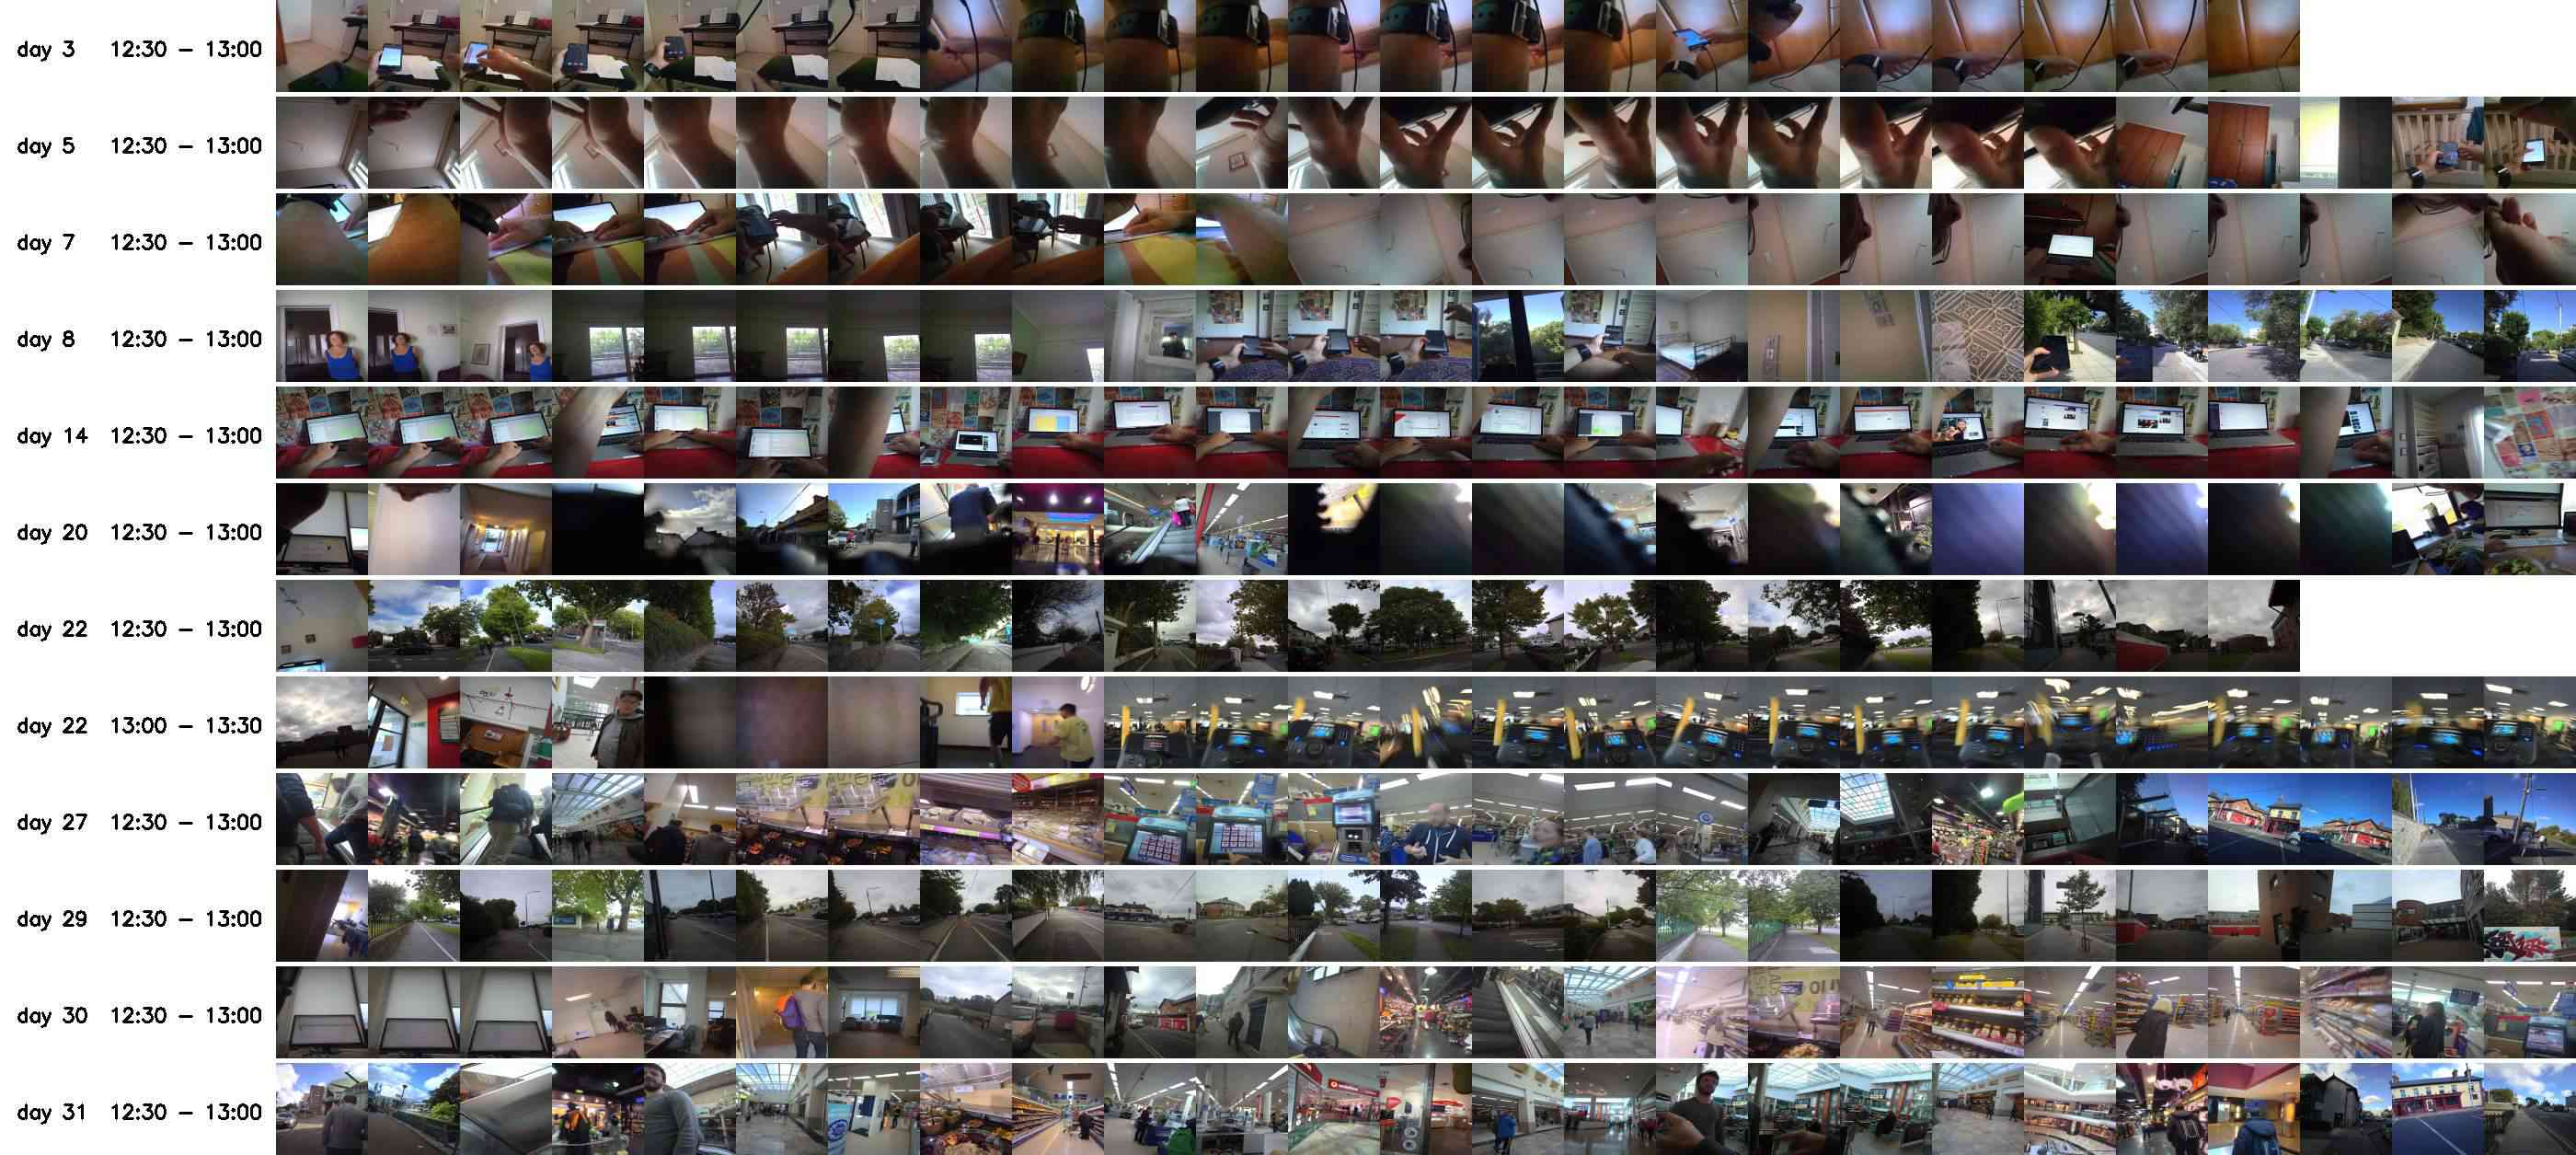 day 3 12:30 – 13:00
day 5 12:30 – 13:00
day 7 12:30 – 13:00
day 8 12:30 – 13:00
day 14 12:30 – 13:00
day 20 12:30 – 13:00
day 22 12:30 – 13:00
day 22 13:00 – 13:30
day 27 12:30 – 13:00
day 29 12:30 – 13:00
day 30 12:30 – 13:00
day 31 12:30 – 13:00